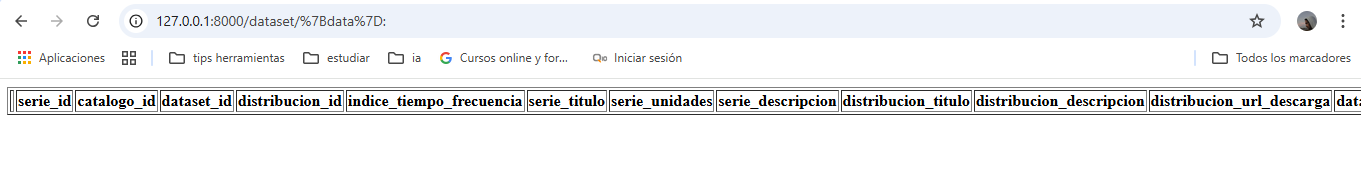 127.0.0.1:8000/dataset/%7Bdata%7D:
Aplicaciones tips herramientas estudiar ia Cursos online y for... Iniciar sesión Todos los marcadores
serie_id catalogo_id dataset_id distribucion_id indice_tiempo_frecuencia serie_titulo serie_unidades serie_descripcion distribucion_titulo distribucion_descripcion distribucion_url_descarga data